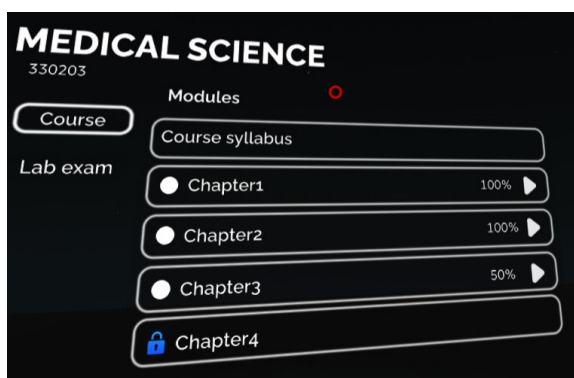 MEDICAL SCIENCE
330203
Modules
Course
Lab exam
Course syllabus
Chapter1 100%
Chapter2 100%
Chapter3 50%
Chapter4